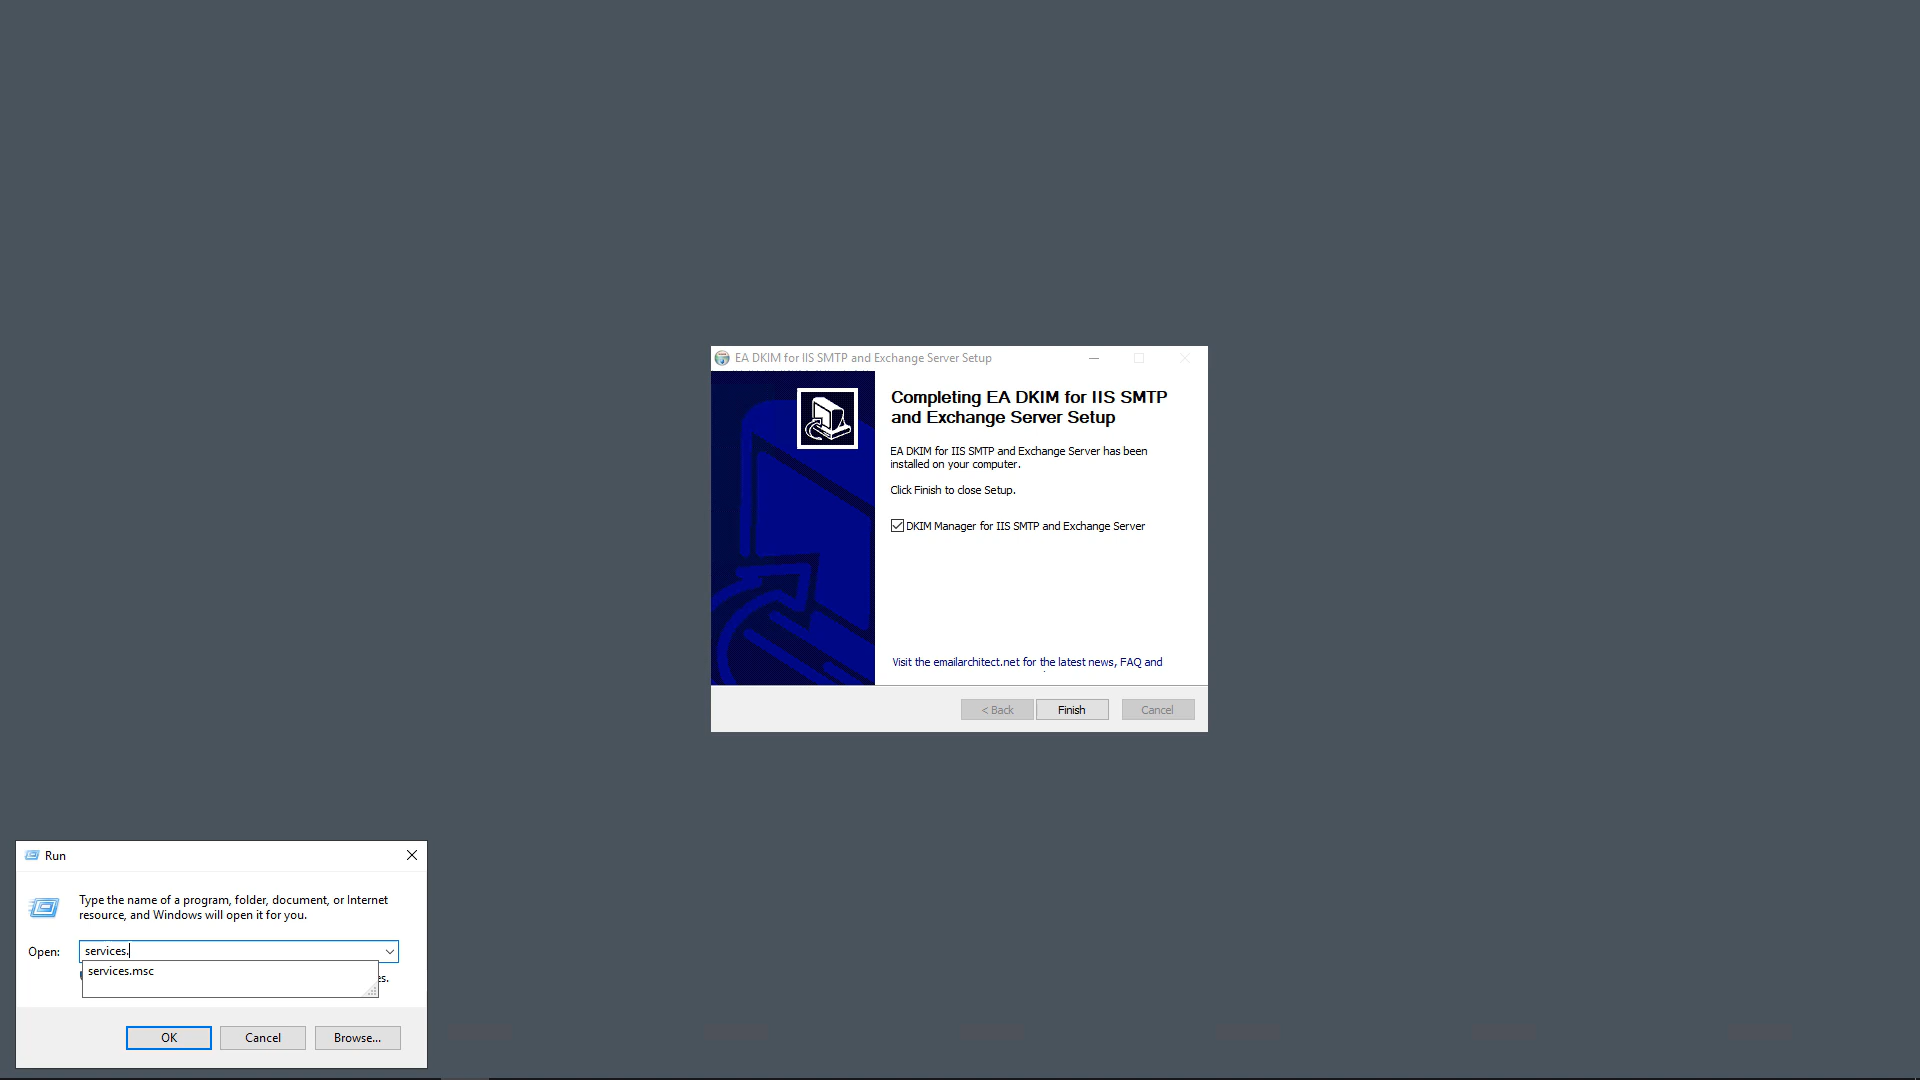 EA DKIM for IIS SMTP and Exchange Server Setup
Completing EA DKIM for IIS SMTP
and Exchange Server Setup
EA DKIM for IIS SMTP and Exchange Server has been
installed on your computer.
Click Finish to close Setup.
DKIM Manager for IIS SMTP and Exchange Server
Visit the emailarchitect.net for the latest news, FAQ and
< Back
Finish
Cancel
Run
Type the name of a program, folder, document, or Internet
resource, and Windows will open it for you.
Open:
services.
services.msc
es.
OK
Cancel
Browse...